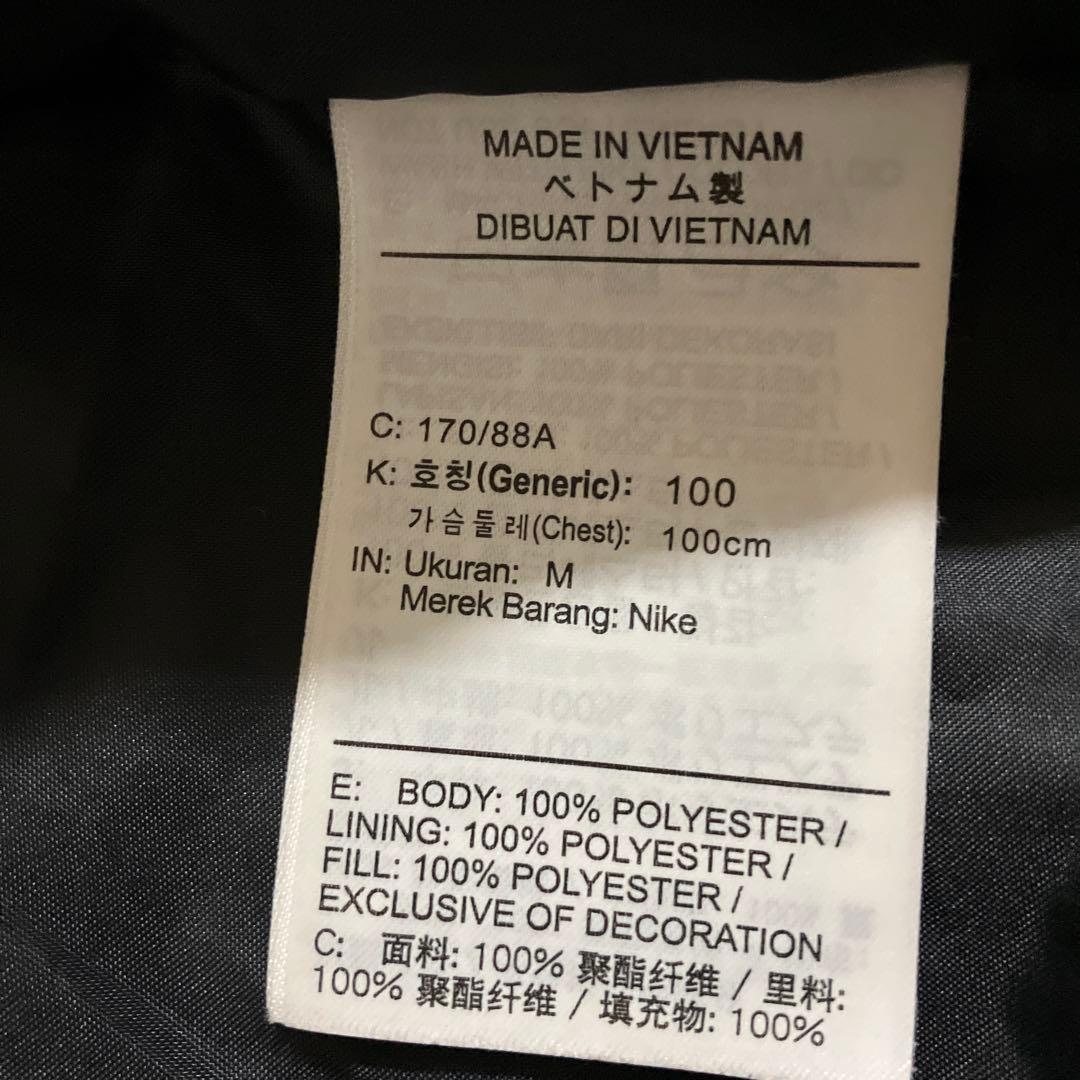 MADE IN VIETNAM
ベトナム製
DIBUAT DI VIETNAM
C: 170/88A
K: 호칭(Generic): 100
가슴둘레(Chest): 100cm
IN: Ukuran: M
Merek Barang: Nike
E: BODY: 100% POLYESTER /
LINING: 100% POLYESTER /
FILL: 100% POLYESTER /
EXCLUSIVE OF DECORATION
C: 面料: 100% 聚酯纤维 / 里料:
100% 聚酯纤维 / 填充物: 100%